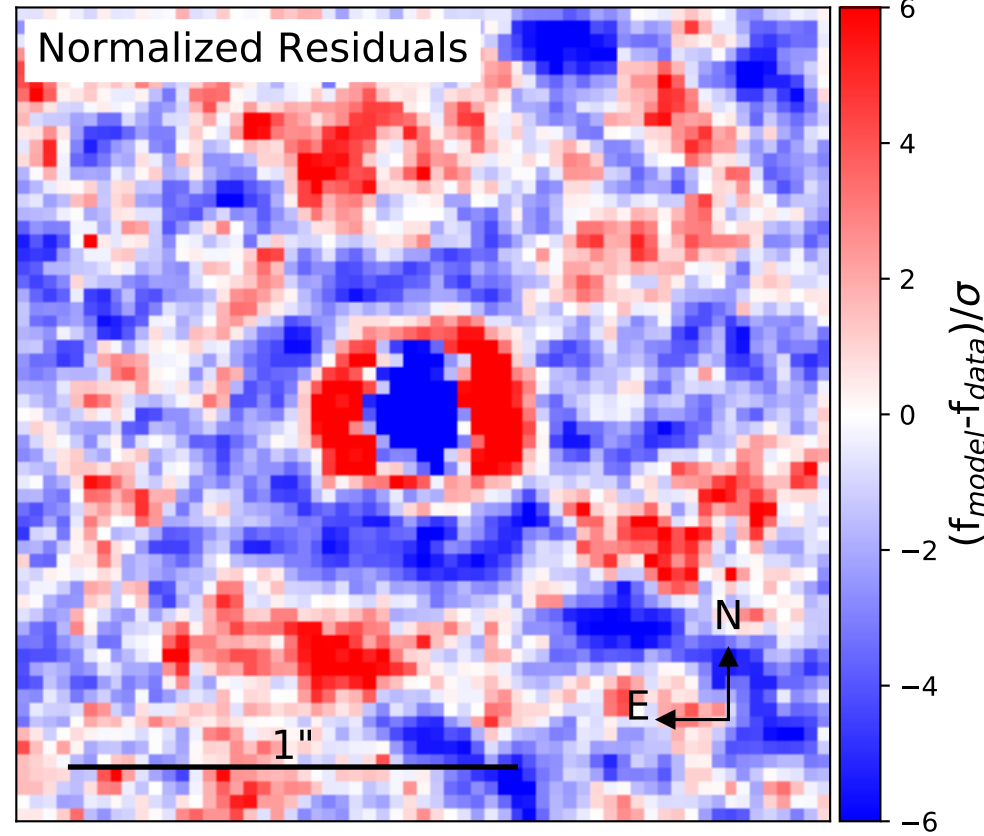 Normalized Residuals
6
4
2
0
−2
−4
−6
(f_model-f_data)/σ
N
E
1"